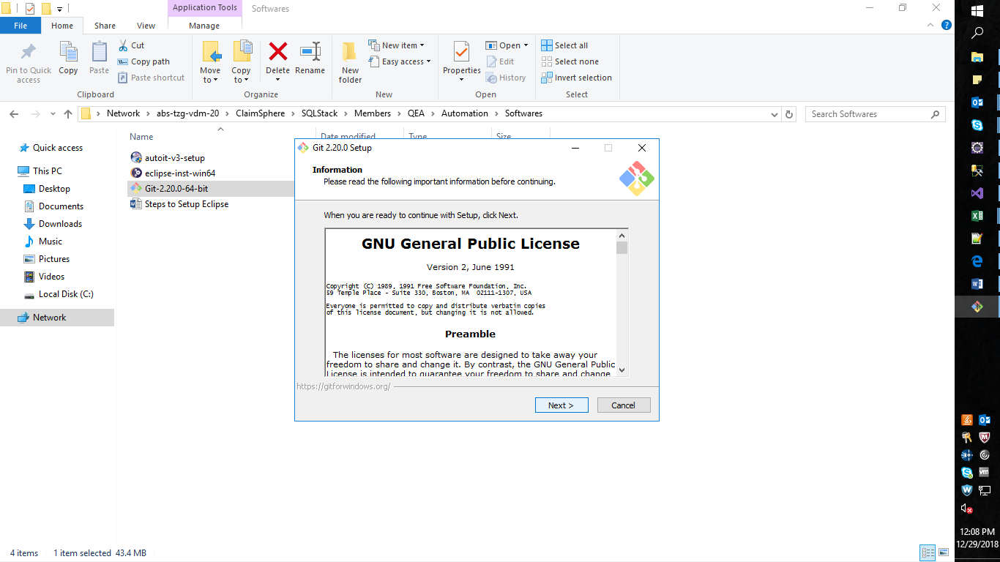 Application Tools
Softwares
File
Home
Share
View
Manage
Pin to Quick access
Copy
Paste
Cut
Copy path
Paste shortcut
Clipboard
Move to
Copy to
Delete
Rename
Organize
New folder
New item
Easy access
New
Properties
Open
Edit
History
Open
Select all
Select none
Invert selection
Select
Network > abs-tzg-vdm-20 > ClaimSphere > SQLStack > Members > QEA > Automation > Softwares
Search Softwares
Quick access
This PC
Desktop
Documents
Downloads
Music
Pictures
Videos
Local Disk (C:)
Network
Name
Date modified
Type
Size
autoit-v3-setup
eclipse-inst-win64
Git-2.20.0-64-bit
Steps to Setup Eclipse
Git 2.20.0 Setup
Information
Please read the following important information before continuing.
When you are ready to continue with Setup, click Next.
GNU General Public License
Version 2, June 1991
Copyright (C) 1989, 1991 Free Software Foundation, Inc.
59 Temple Place - Suite 330, Boston, MA  02111-1307, USA
Everyone is permitted to copy and distribute verbatim copies
of this license document, but changing it is not allowed.
Preamble
The licenses for most software are designed to take away your
freedom to share and change it. By contrast, the GNU General Public
License is intended to guarantee your freedom to share and change
https://gitforwindows.org/
Next >
Cancel
4 items
1 item selected  43.4 MB
12:08 PM
12/29/2018